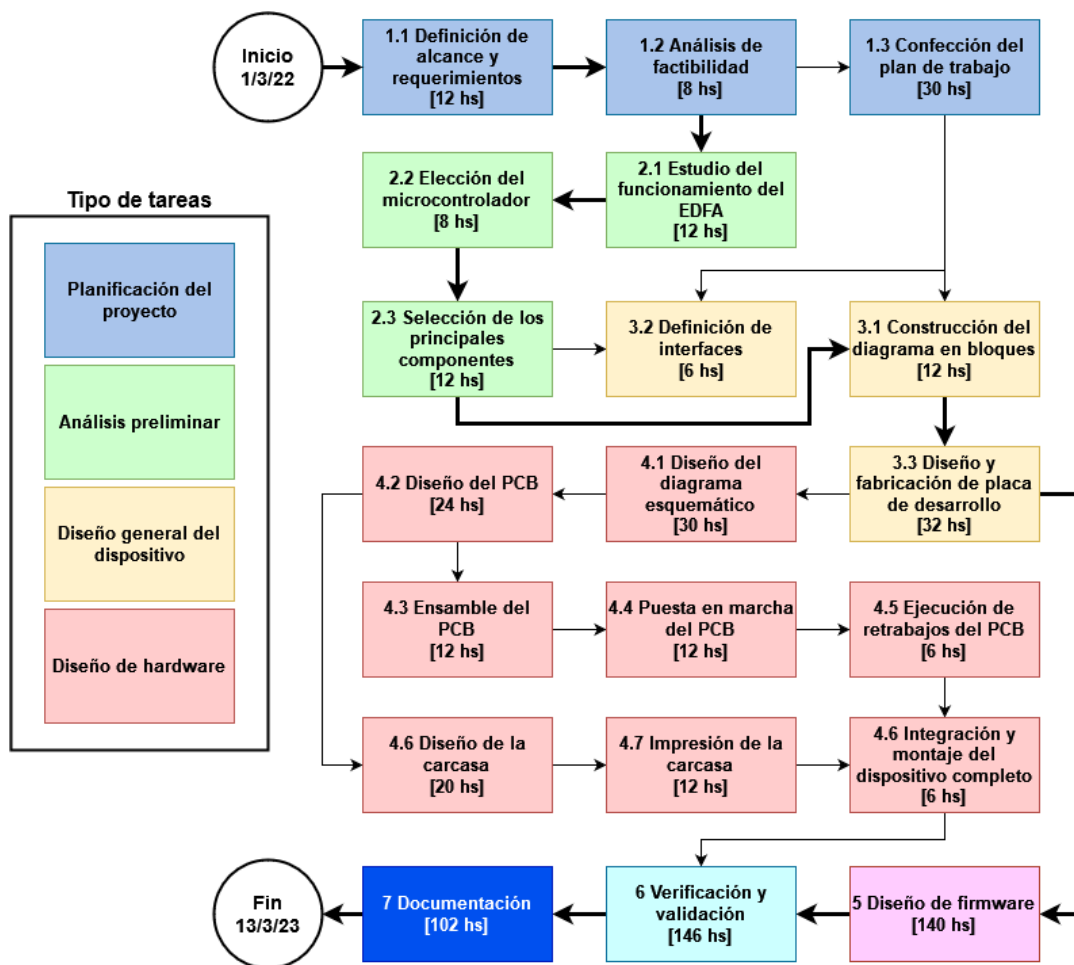 Inicio
1/3/22
1.1 Definición de
alcance y
requerimientos
[12 hs]
1.2 Análisis de
factibilidad
[8 hs]
1.3 Confección del
plan de trabajo
[30 hs]
Tipo de tareas
Planificación del
proyecto
Análisis preliminar
Diseño general del
dispositivo
Diseño de hardware
2.2 Elección del
microcontrolador
[8 hs]
2.1 Estudio del
funcionamiento del
EDFA
[12 hs]
2.3 Selección de los
principales
componentes
[12 hs]
3.2 Definición de
interfaces
[6 hs]
3.1 Construcción del
diagrama en bloques
[12 hs]
4.2 Diseño del PCB
[24 hs]
4.1 Diseño del
diagrama
esquemático
[30 hs]
3.3 Diseño y
fabricación de placa
de desarrollo
[32 hs]
4.3 Ensamble del
PCB
[12 hs]
4.4 Puesta en marcha
del PCB
[12 hs]
4.5 Ejecución de
retrabajos del PCB
[6 hs]
4.6 Diseño de la
carcasa
[20 hs]
4.7 Impresión de la
carcasa
[12 hs]
4.6 Integración y
montaje del
dispositivo completo
[6 hs]
Fin
13/3/23
7 Documentación
[102 hs]
6 Verificación y
validación
[146 hs]
5 Diseño de firmware
[140 hs]